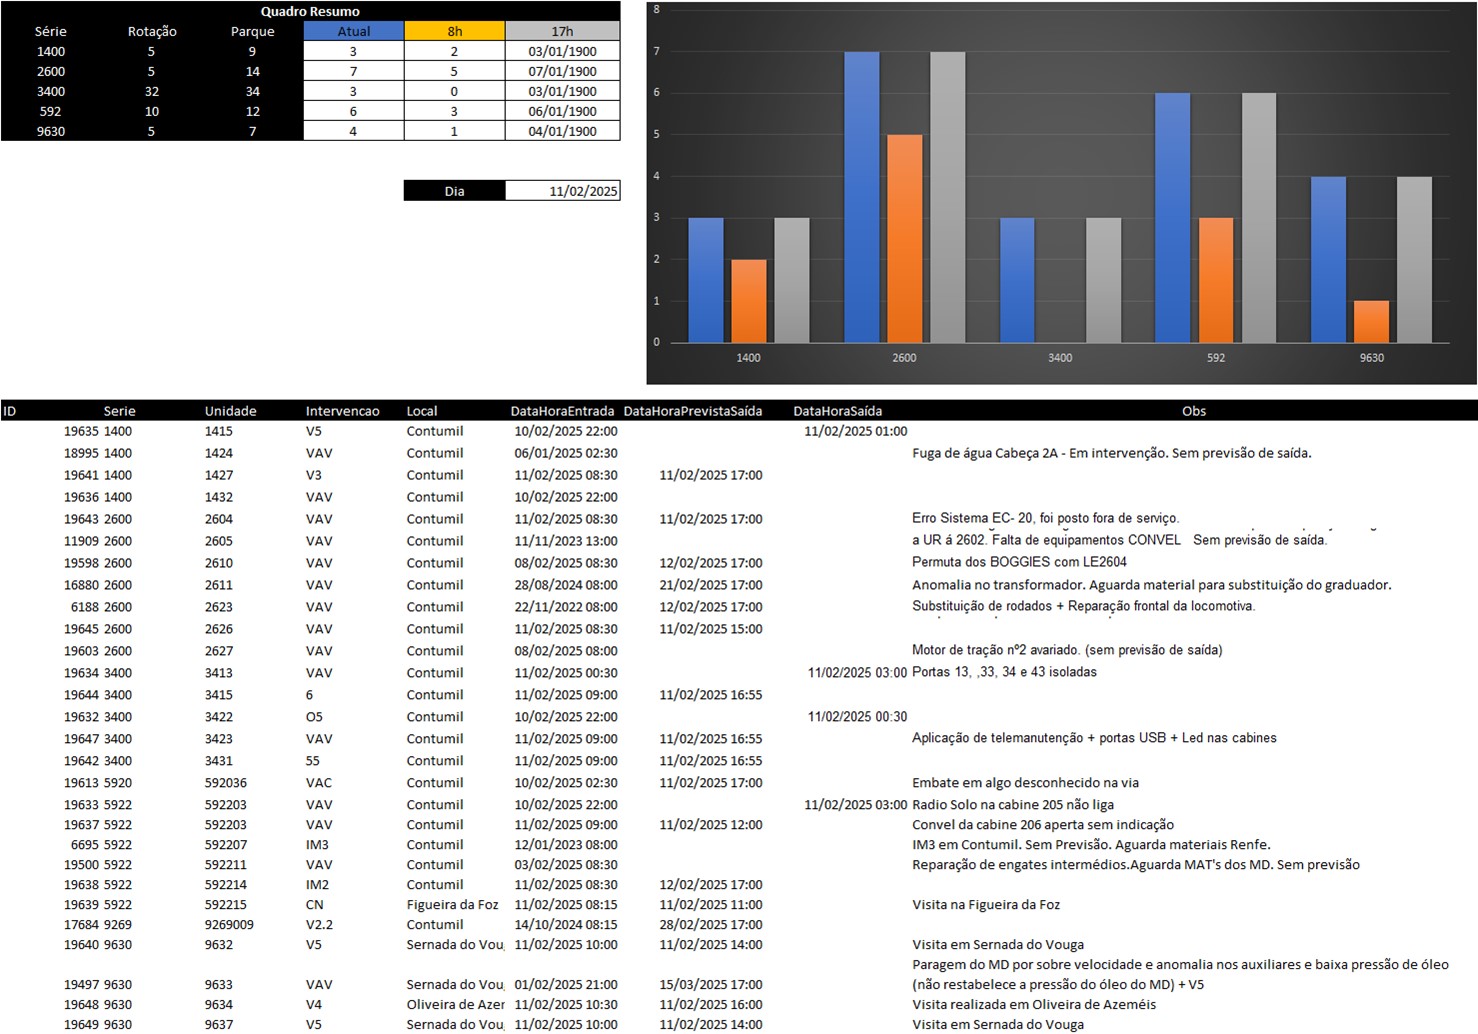 Quadro Resumo
Série Rotação Parque Atual 8h 17h
1400 5 9 3 2 03/01/1900
2600 5 14 7 5 07/01/1900
3400 32 34 3 0 03/01/1900
592 10 12 6 3 06/01/1900
9630 5 7 4 1 04/01/1900
Dia 11/02/2025
8
7
6
5
4
3
2
1
0
1400 2600 3400 592 9630
ID Serie Unidade Intervencao Local DataHoraEntrada DataHoraPrevistaSaída DataHoraSaída Obs
19635 1400 1415 V5 Contumil 10/02/2025 22:00 11/02/2025 01:00
18995 1400 1424 VAV Contumil 06/01/2025 02:30 Fuga de água Cabeça 2A - Em intervenção. Sem previsão de saída.
19641 1400 1427 V3 Contumil 11/02/2025 08:30 11/02/2025 17:00
19636 1400 1432 VAV Contumil 10/02/2025 22:00
19643 2600 2604 VAV Contumil 11/02/2025 08:30 11/02/2025 17:00 Erro Sistema EC- 20, foi posto fora de serviço.
11909 2600 2605 VAV Contumil 11/11/2023 13:00 a UR á 2602. Falta de equipamentos CONVEL Sem previsão de saída.
19598 2600 2610 VAV Contumil 08/02/2025 08:30 12/02/2025 17:00 Permuta dos BOGGIES com LE2604
16880 2600 2611 VAV Contumil 28/08/2024 08:00 21/02/2025 17:00 Anomalia no transformador. Aguarda material para substituição do graduador.
6188 2600 2623 VAV Contumil 22/11/2022 08:00 12/02/2025 17:00 Substituição de rodados + Reparação frontal da locomotiva.
19645 2600 2626 VAV Contumil 11/02/2025 08:30 11/02/2025 15:00
19603 2600 2627 VAV Contumil 08/02/2025 08:00 Motor de tração nº2 avariado. (sem previsão de saída)
19634 3400 3413 VAV Contumil 11/02/2025 00:30 11/02/2025 03:00 Portas 13, ,33, 34 e 43 isoladas
19644 3400 3415 6 Contumil 11/02/2025 09:00 11/02/2025 16:55
19632 3400 3422 O5 Contumil 10/02/2025 22:00 11/02/2025 00:30
19647 3400 3423 VAV Contumil 11/02/2025 09:00 11/02/2025 16:55 Aplicação de telemanutenção + portas USB + Led nas cabines
19642 3400 3431 55 Contumil 11/02/2025 09:00 11/02/2025 16:55
19613 5920 592036 VAC Contumil 10/02/2025 02:30 11/02/2025 17:00 Embate em algo desconhecido na via
19633 5922 592203 VAV Contumil 10/02/2025 22:00 11/02/2025 03:00 Radio Solo na cabine 205 não liga
19637 5922 592203 VAV Contumil 11/02/2025 09:00 11/02/2025 12:00 Convel da cabine 206 aperta sem indicação
6695 5922 592207 IM3 Contumil 12/01/2023 08:00 IM3 em Contumil. Sem Previsão. Aguarda materiais Renfe.
19500 5922 592211 VAV Contumil 03/02/2025 08:30 Reparação de engates intermédios.Aguarda MAT's dos MD. Sem previsão
19638 5922 592214 IM2 Contumil 11/02/2025 08:30 12/02/2025 17:00
19639 5922 592215 CN Figueira da Foz 11/02/2025 08:15 11/02/2025 11:00 Visita na Figueira da Foz
17684 9269 9269009 V2.2 Contumil 14/10/2024 08:15 28/02/2025 17:00
19640 9630 9632 V5 Sernada do Vou 11/02/2025 10:00 11/02/2025 14:00 Visita em Sernada do Vouga
Paragem do MD por sobre velocidade e anomalia nos auxiliares e baixa pressão de óleo
19497 9630 9633 VAV Sernada do Vou 01/02/2025 21:00 15/03/2025 17:00 (não restabelece a pressão do óleo do MD) + V5
19648 9630 9634 V4 Oliveira de Azer 11/02/2025 10:30 11/02/2025 16:00 Visita realizada em Oliveira de Azeméis
19649 9630 9637 V5 Sernada do Vou 11/02/2025 10:00 11/02/2025 14:00 Visita em Sernada do Vouga